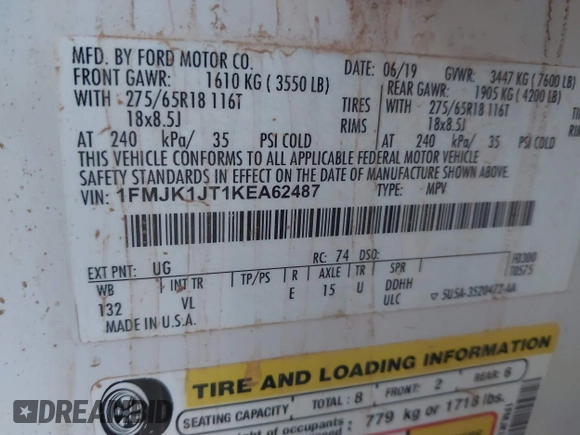 MFD. BY FORD MOTOR CO.
DATE: 06/19 GVWR: 3447 KG ( 7600 LB)
FRONT GAWR: 1610 KG ( 3550 LB) REAR GAWR: 1905 KG ( 4200 LB)
WITH 275/65R18 116T TIRES WITH 275/65R18 116T
18x8.5J RIMS 18x8.5J
AT 240 kPa/ 35 PSI COLD AT 240 kPa/ 35 PSI COLD
THIS VEHICLE CONFORMS TO ALL APPLICABLE FEDERAL MOTOR VEHICLE
SAFETY STANDARDS IN EFFECT ON THE DATE OF MANUFACTURE SHOWN ABOVE.
VIN: 1FMJK1JT1KEA62487 TYPE: MPV
EXT PNT: UG RC: 74 DSO:
WB INT TR TP/PS R AXLE TR SPR
132 VL E 15 U DDHH
ULC
MADE IN U.S.A.
TIRE AND LOADING INFORMATION
SEATING CAPACITY TOTAL: 8 FRONT: 2 REAR: 6
779 kg or 1718 lbs.
DREAMBID